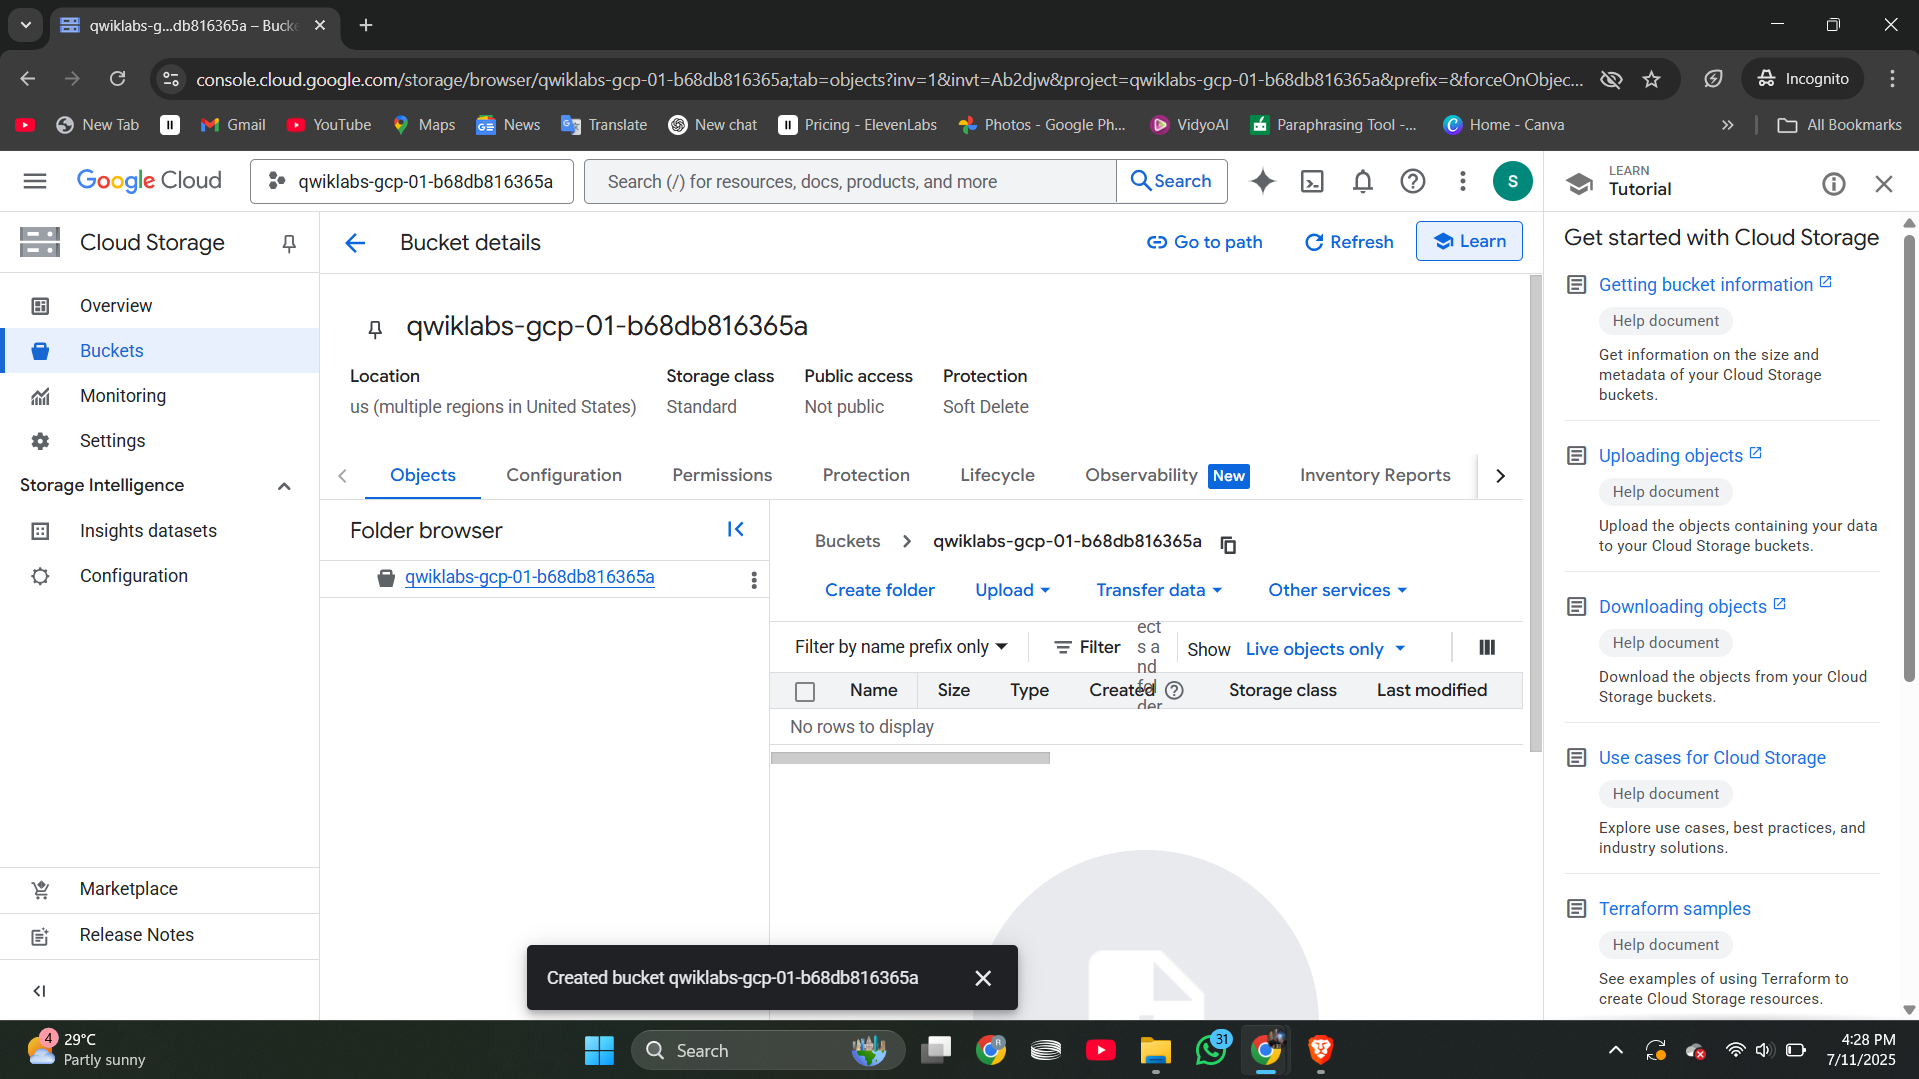 qwiklabs-g...db816365a – Bucke
console.cloud.google.com/storage/browser/qwiklabs-gcp-01-b68db816365a;tab=objects?inv=1&invt=Ab2djw&project=qwiklabs-gcp-01-b68db816365a&prefix=&forceOnObjec...
Incognito
New Tab
Gmail
YouTube
Maps
News
Translate
New chat
Pricing - ElevenLabs
Photos - Google Ph...
VidyoAI
Paraphrasing Tool -...
Home - Canva
All Bookmarks
Google Cloud
qwiklabs-gcp-01-b68db816365a
Search (/) for resources, docs, products, and more
Search
S
LEARN
Tutorial
Cloud Storage
Bucket details
Go to path
Refresh
Learn
Overview
Buckets
Monitoring
Settings
Storage Intelligence
Insights datasets
Configuration
Marketplace
Release Notes
qwiklabs-gcp-01-b68db816365a
Location
us (multiple regions in United States)
Storage class
Standard
Public access
Not public
Protection
Soft Delete
Objects
Configuration
Permissions
Protection
Lifecycle
Observability New
Inventory Reports
Folder browser
qwiklabs-gcp-01-b68db816365a
Buckets
qwiklabs-gcp-01-b68db816365a
Create folder
Upload
Transfer data
Other services
Filter by name prefix only
Filter
ect
s a
nd
fol
der
Show
Live objects only
Name
Size
Type
Created
Storage class
Last modified
No rows to display
Created bucket qwiklabs-gcp-01-b68db816365a
Get started with Cloud Storage
Getting bucket information
Help document
Get information on the size and
metadata of your Cloud Storage
buckets.
Uploading objects
Help document
Upload the objects containing your data
to your Cloud Storage buckets.
Downloading objects
Help document
Download the objects from your Cloud
Storage buckets.
Use cases for Cloud Storage
Help document
Explore use cases, best practices, and
industry solutions.
Terraform samples
Help document
See examples of using Terraform to
create Cloud Storage resources.
4
29°C
Partly sunny
Search
R
31
4:28 PM
7/11/2025